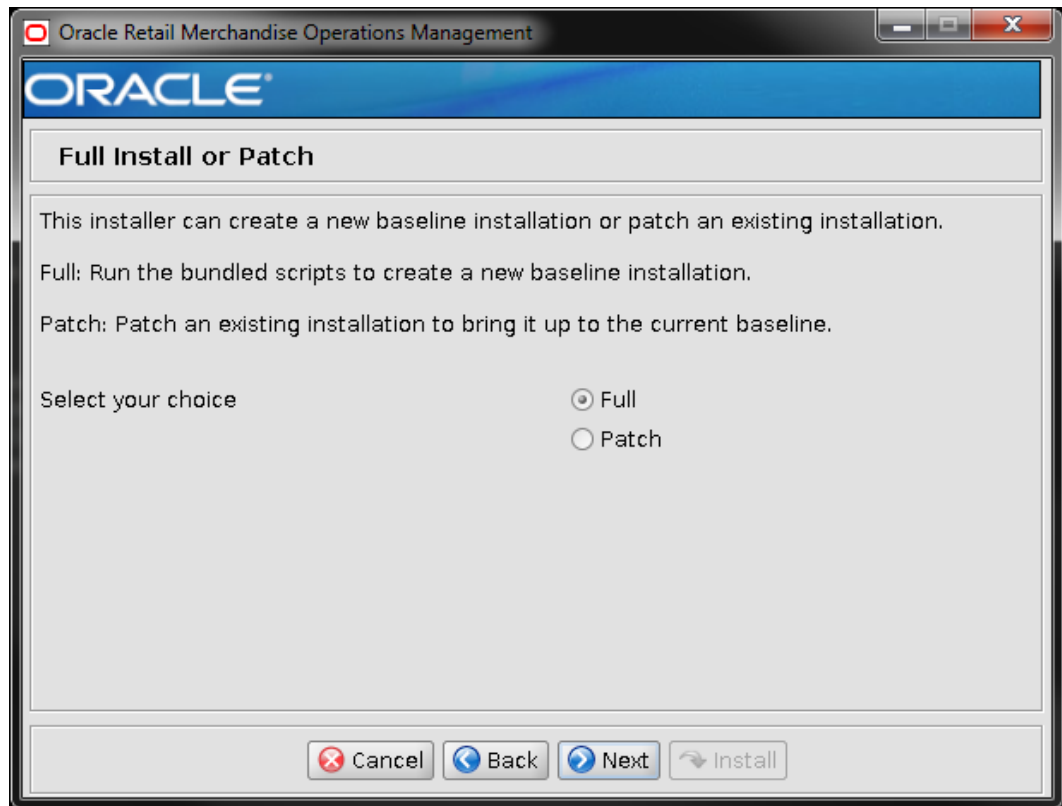 Oracle Retail Merchandise Operations Management
ORACLE®
Full Install or Patch
This installer can create a new baseline installation or patch an existing installation.
Full: Run the bundled scripts to create a new baseline installation.
Patch: Patch an existing installation to bring it up to the current baseline.
Select your choice
Full
Patch
Cancel
Back
Next
Install